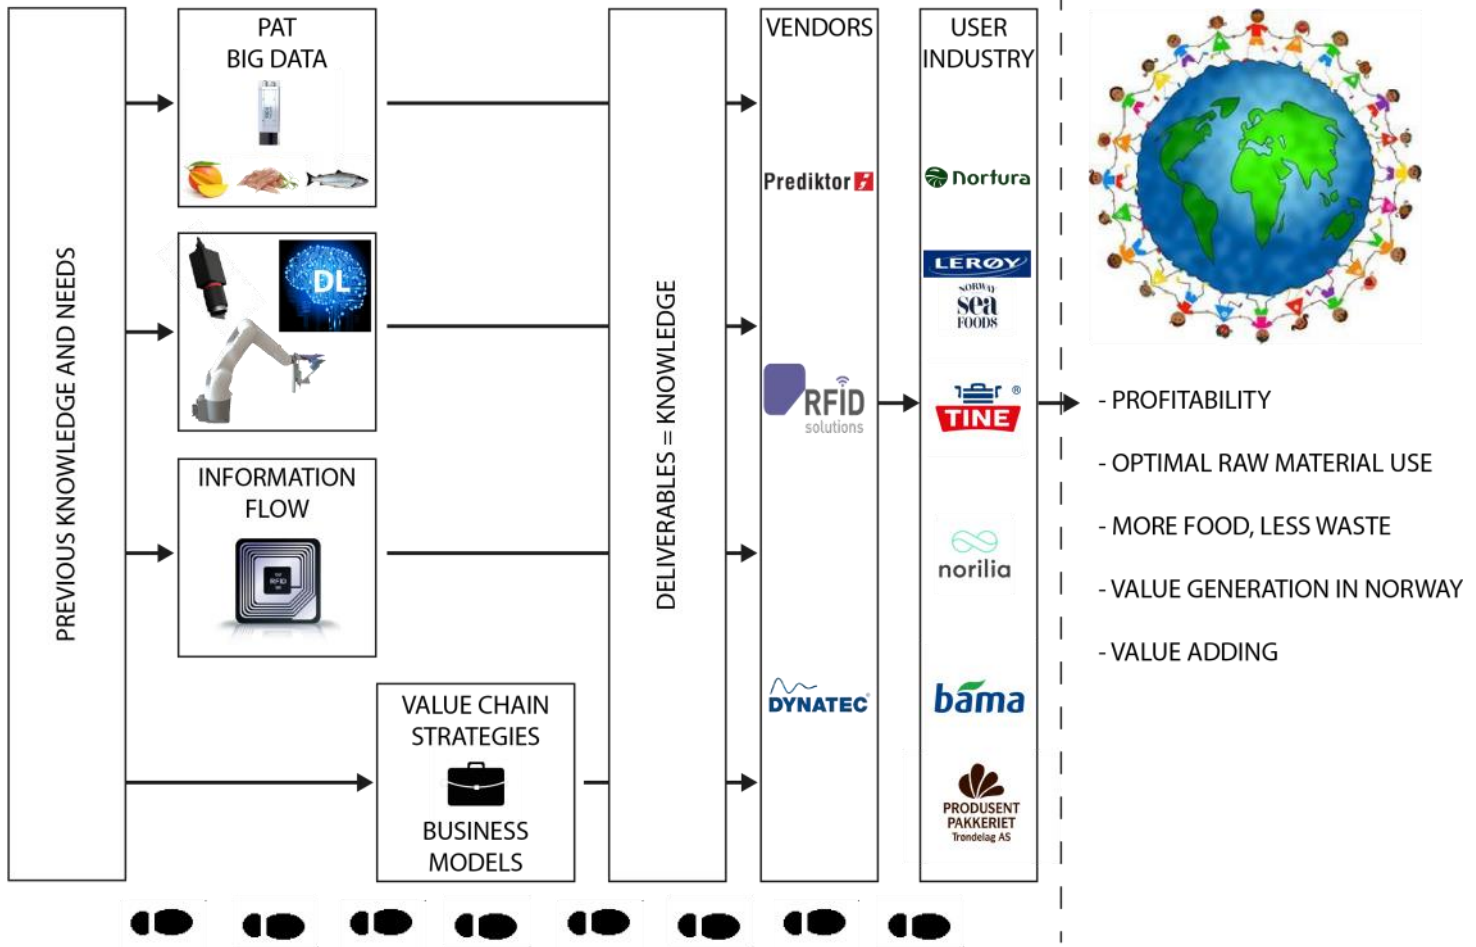 PREVIOUS KNOWLEDGE AND NEEDS
PAT
BIG DATA
DL
INFORMATION
FLOW
RFID
VALUE CHAIN
STRATEGIES
BUSINESS
MODELS
DELIVERABLES = KNOWLEDGE
VENDORS
Prediktor
RFID
solutions
DYNATEC
USER
INDUSTRY
nortura
LERØY
NORWAY
sea
FOODS
TINE ®
norilia
bama
PRODUSENT
PAKKERIET
Trøndelag AS
- PROFITABILITY
- OPTIMAL RAW MATERIAL USE
- MORE FOOD, LESS WASTE
- VALUE GENERATION IN NORWAY
- VALUE ADDING